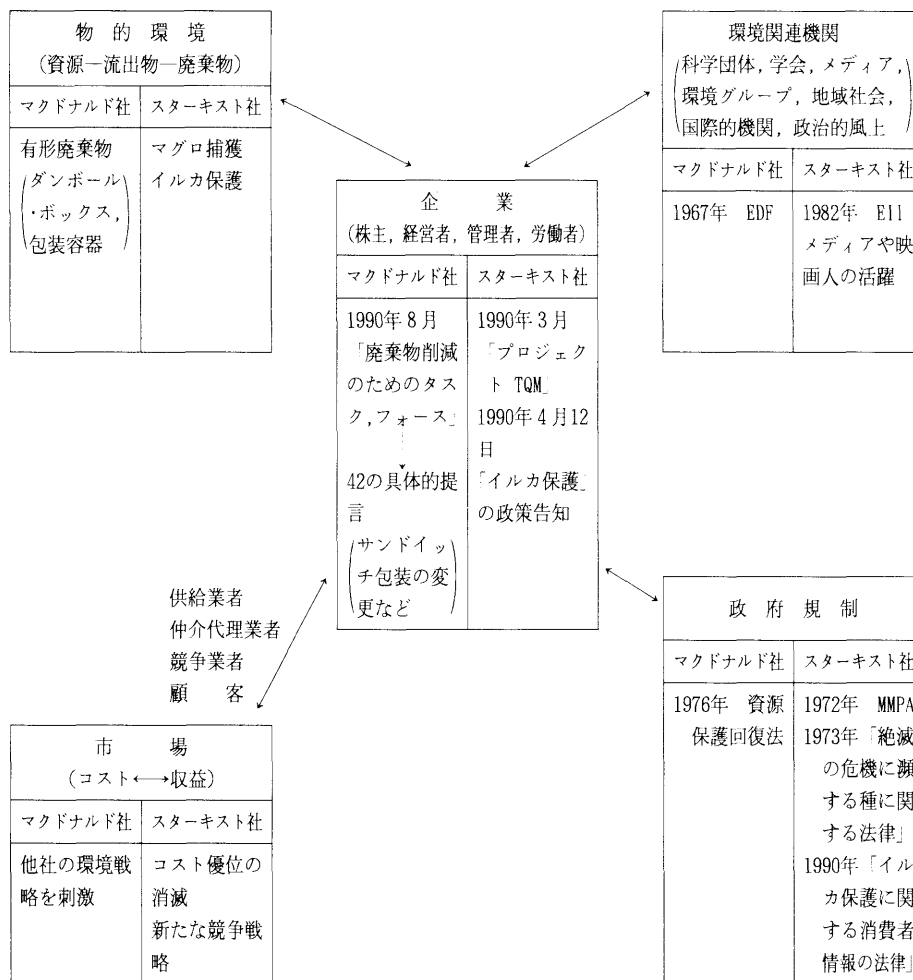 物的環境
(資源—流出物—廃棄物)
マクドナルド社
スターキスト社
有形廃棄物
(ダンボール
・ボックス,
包装容器)
マグロ捕獲
イルカ保護
環境関連機関
(科学団体, 学会, メディア,
環境グループ, 地域社会,
国際的機関, 政治的風土)
マクドナルド社
スターキスト社
1967年 EDF
1982年 EII
メディアや映
画人の活躍
企業
(株主, 経営者, 管理者, 労働者)
マクドナルド社
スターキスト社
1990年8月
「廃棄物削減
のためのタス
ク,フォース」
42の具体的提
言
(サンドイッ
チ包装の変
更など)
1990年3月
「プロジェク
ト TQM」
1990年4月12
日
「イルカ保護」
の政策告知
供給業者
仲介代理業者
競争業者
顧客
市場
(コスト←→収益)
マクドナルド社
スターキスト社
他社の環境戦
略を刺激
コスト優位の
消滅
新たな競争戦
略
政府規制
マクドナルド社
スターキスト社
1976年 資源
保護回復法
1972年 MMPA
1973年「絶滅
の危機に瀕
する種に関
する法律」
1990年「イル
カ保護に関
する消費者
情報の法律」